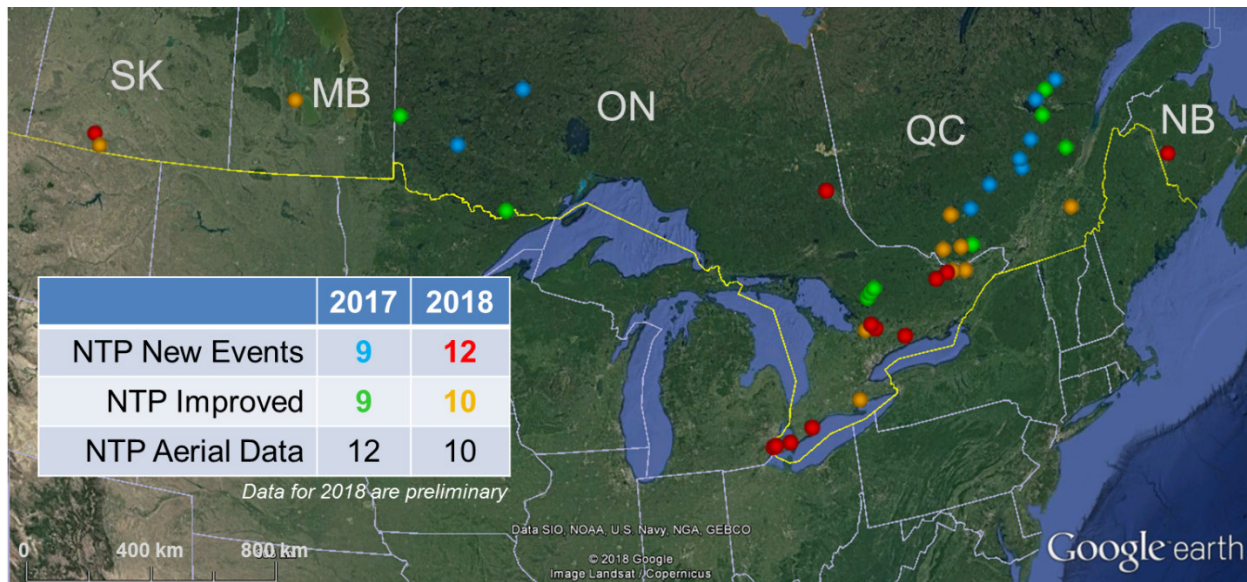 SK
MB
ON
QC
NB
2017 2018
NTP New Events 9 12
NTP Improved 9 10
NTP Aerial Data 12 10
Data for 2018 are preliminary
0 400 km 800 km
Data SIO, NOAA, U.S. Navy, NGA, GEBCO
© 2018 Google
Image Landsat / Copernicus
Google earth